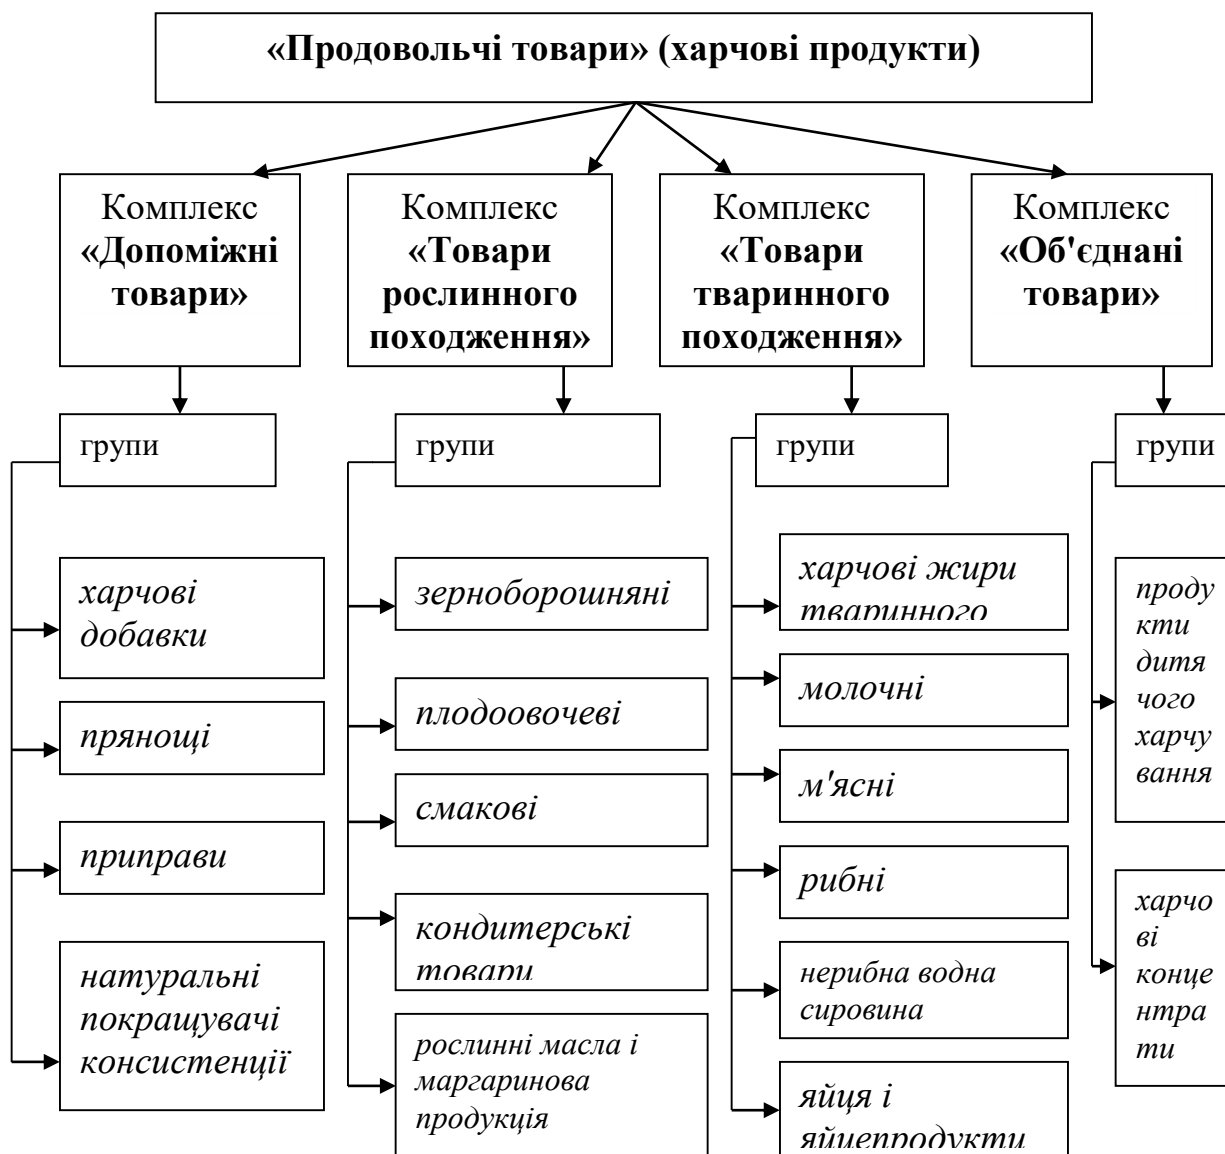 «Продовольчі товари» (харчові продукти)
Комплекс
«Допоміжні
товари»
Комплекс
«Товари
рослинного
походження»
Комплекс
«Товари
тваринного
походження»
Комплекс
«Об'єднані
товари»
групи
групи
групи
групи
харчові
добавки
прянощі
приправи
натуральні
покращувачі
консистенції
зерноборошняні
плодоовочеві
смакові
кондитерські
товари
рослинні масла і
маргаринова
продукція
харчові жири
тваринного
молочні
м'ясні
рибні
нерибна водна
сировина
яйця і
яйцепродукти
проду
кти
дитя
чого
харчу
вання
харчо
ві
конце
нтра
ти